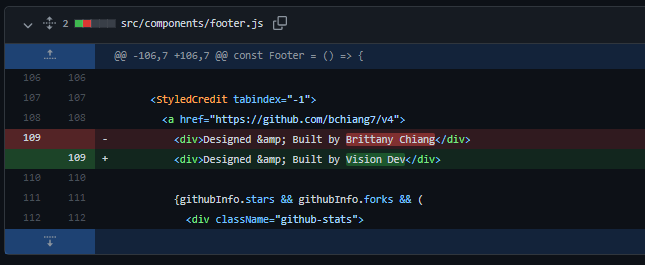 2 src/components/footer.js
@@ -106,7 +106,7 @@ const Footer = () => {
106 106
107 107 <StyledCredit tabindex="-1">
108 108 <a href="https://github.com/bchiang7/v4">
109 - <div>Designed &amp; Built by Brittany Chiang</div>
109 + <div>Designed &amp; Built by Vision Dev</div>
110 110
111 111 {githubInfo.stars && githubInfo.forks && (
112 112 <div className="github-stats">